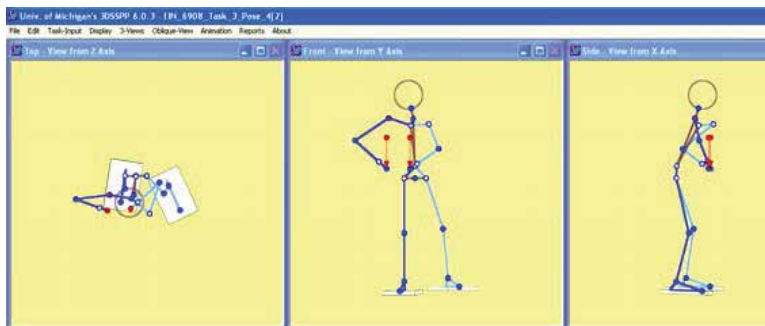 Univ. of Michigan's 3DSSPP 6.0.3 - [IN_6908_Task_3_Pose_4[2]
File Edit Task-Input Display 3-Views Oblique-View Animation Reports About
Top - View from Z Axis
Front - View from Y Axis
Side - View from X Axis